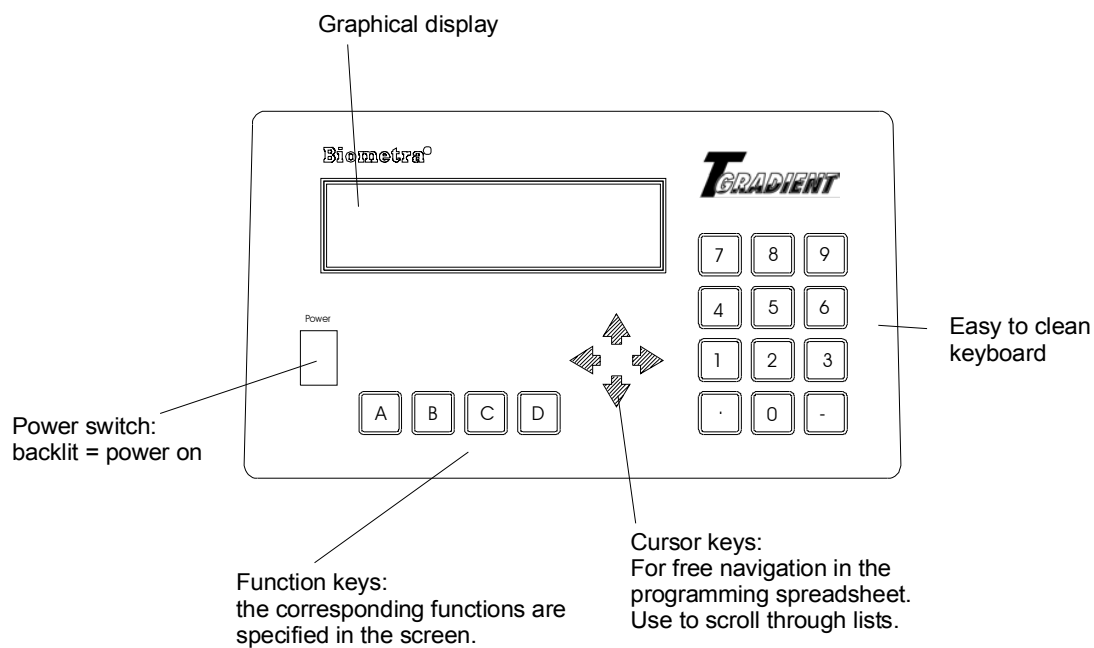 Graphical display
Biometra
TGRADIENT
7 8 9
4 5 6
1 2 3
· 0 -
Easy to clean
keyboard
Power
A B C D
Power switch:
backlit = power on
Function keys:
the corresponding functions are
specified in the screen.
Cursor keys:
For free navigation in the
programming spreadsheet.
Use to scroll through lists.